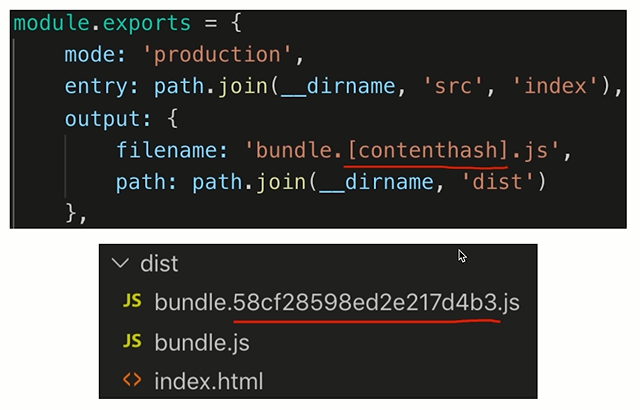 module.exports = {
mode: 'production',
entry: path.join(__dirname, 'src', 'index'),
output: {
filename: 'bundle.[contenthash].js',
path: path.join(__dirname, 'dist')
},
dist
JS bundle.58cf28598ed2e217d4b3.js
JS bundle.js
<> index.html